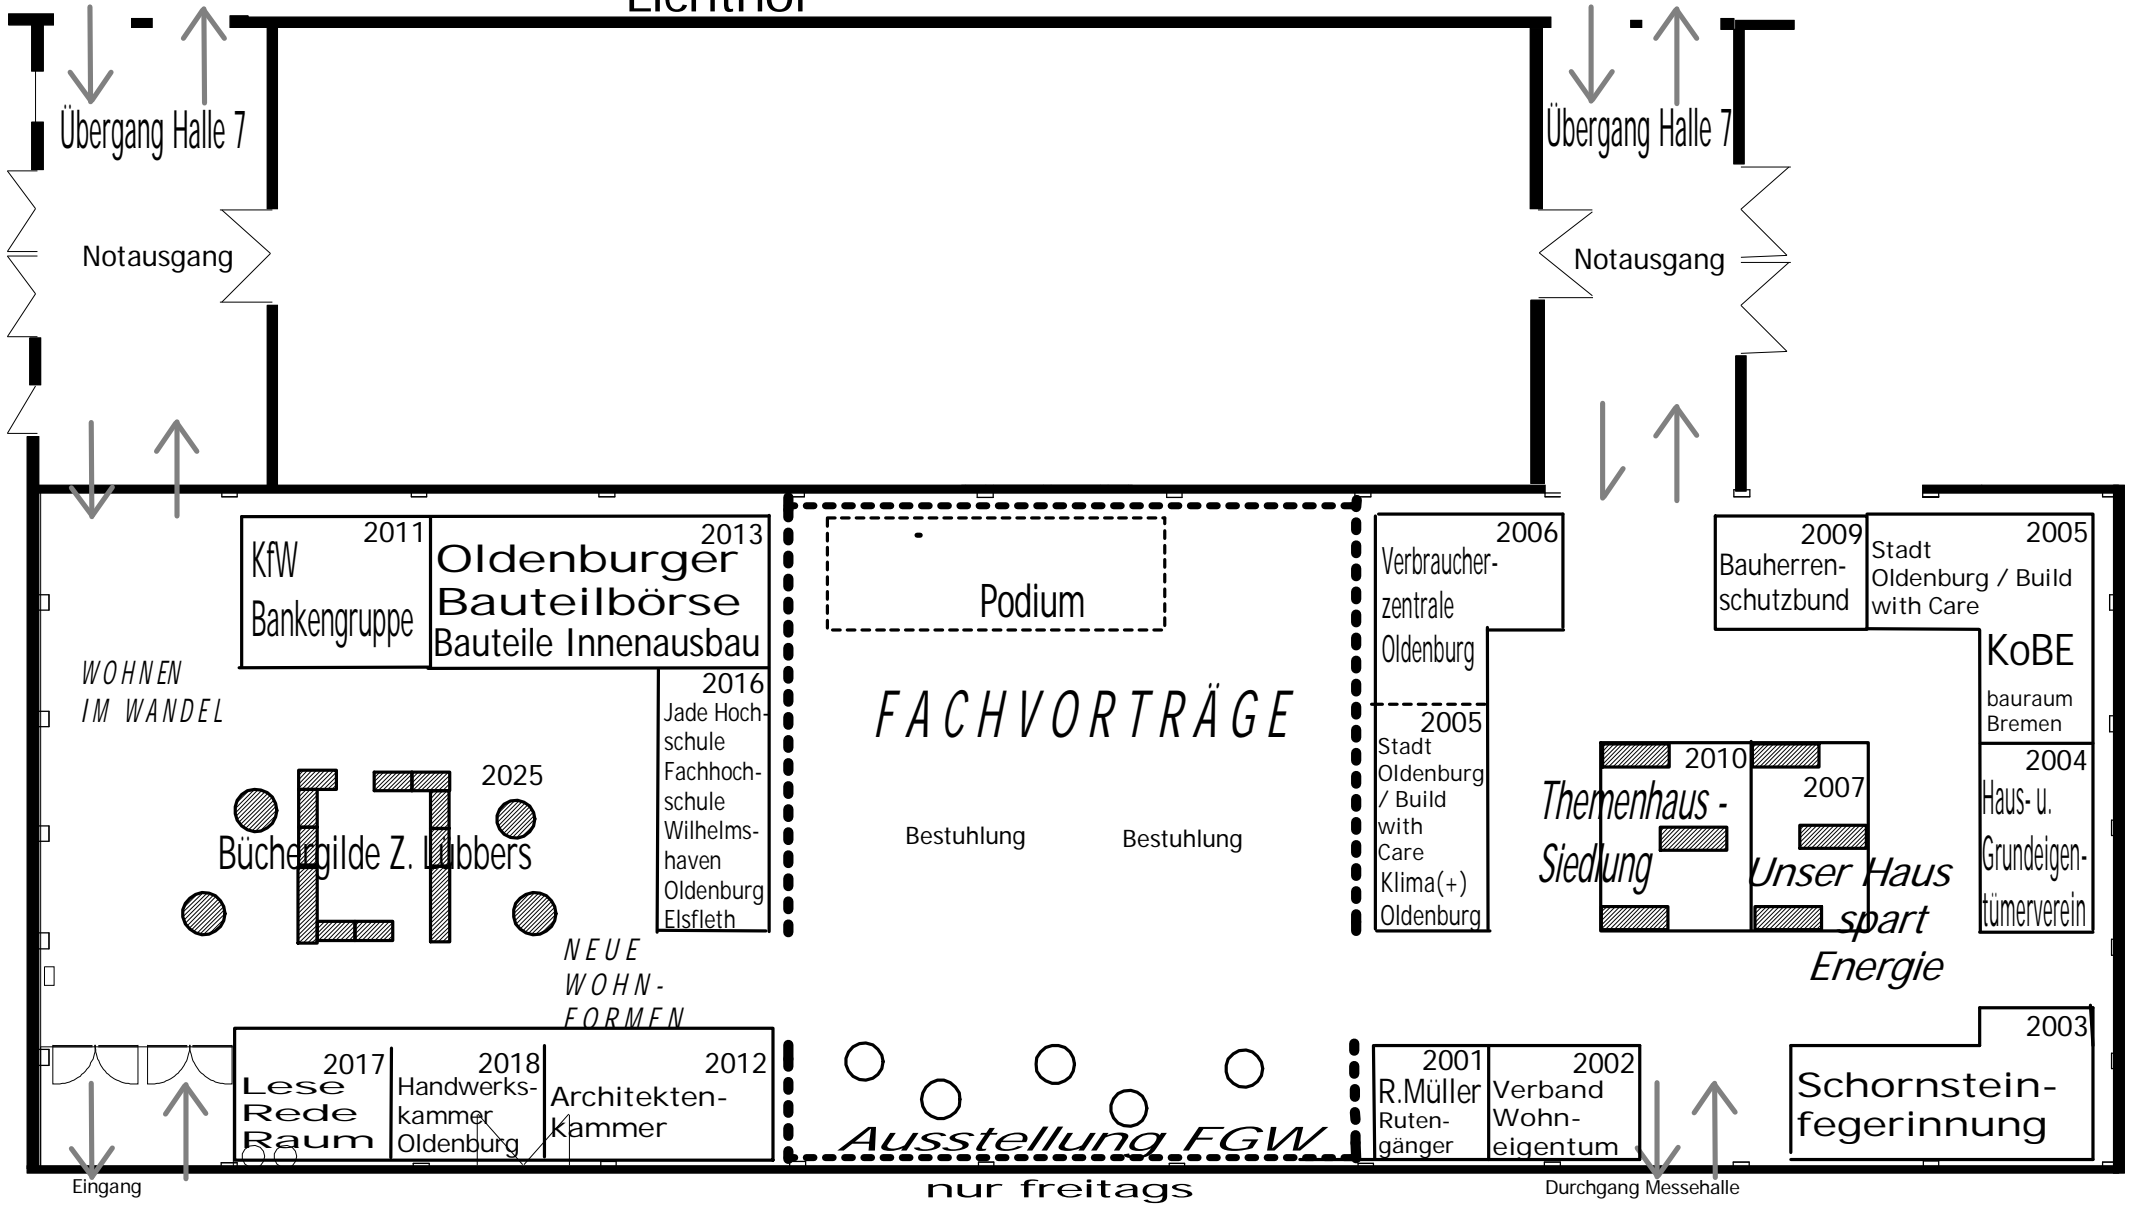 Lichthof
Übergang Halle 7
Übergang Halle 7
Notausgang
Notausgang
2011
KfW
Bankengruppe
2013
Oldenburger
Bauteilbörse
Bauteile Innenausbau
Podium
2006
Verbraucher-
zentrale
Oldenburg
2009
Bauherren-
schutzbund
2005
Stadt
Oldenburg / Build
with Care
KoBE
bauraum
Bremen
WOHNEN
IM WANDEL
2016
Jade Hoch-
schule
Fachhoch-
schule
Wilhelms-
haven
Oldenburg
Elsfleth
FACHVORTRÄGE
Bestuhlung
Bestuhlung
2005
Stadt
Oldenburg
/ Build
with
Care
Klima(+)
Oldenburg
2010
Themenhaus -
Siedlung
2007
Unser Haus
spart
Energie
2004
Haus- u.
Grundeigen-
tümerverein
2025
Büchergilde Z. Lübbers
NEUE
WOHN-
FORMEN
2017
Lese
Rede
Raum
2018
Handwerks-
kammer
Oldenburg
2012
Architekten-
Kammer
Ausstellung FGW
nur freitags
2001
R.Müller
Ruten-
gänger
2002
Verband
Wohn-
eigentum
2003
Schornstein-
fegerinnung
Eingang
Durchgang Messehalle